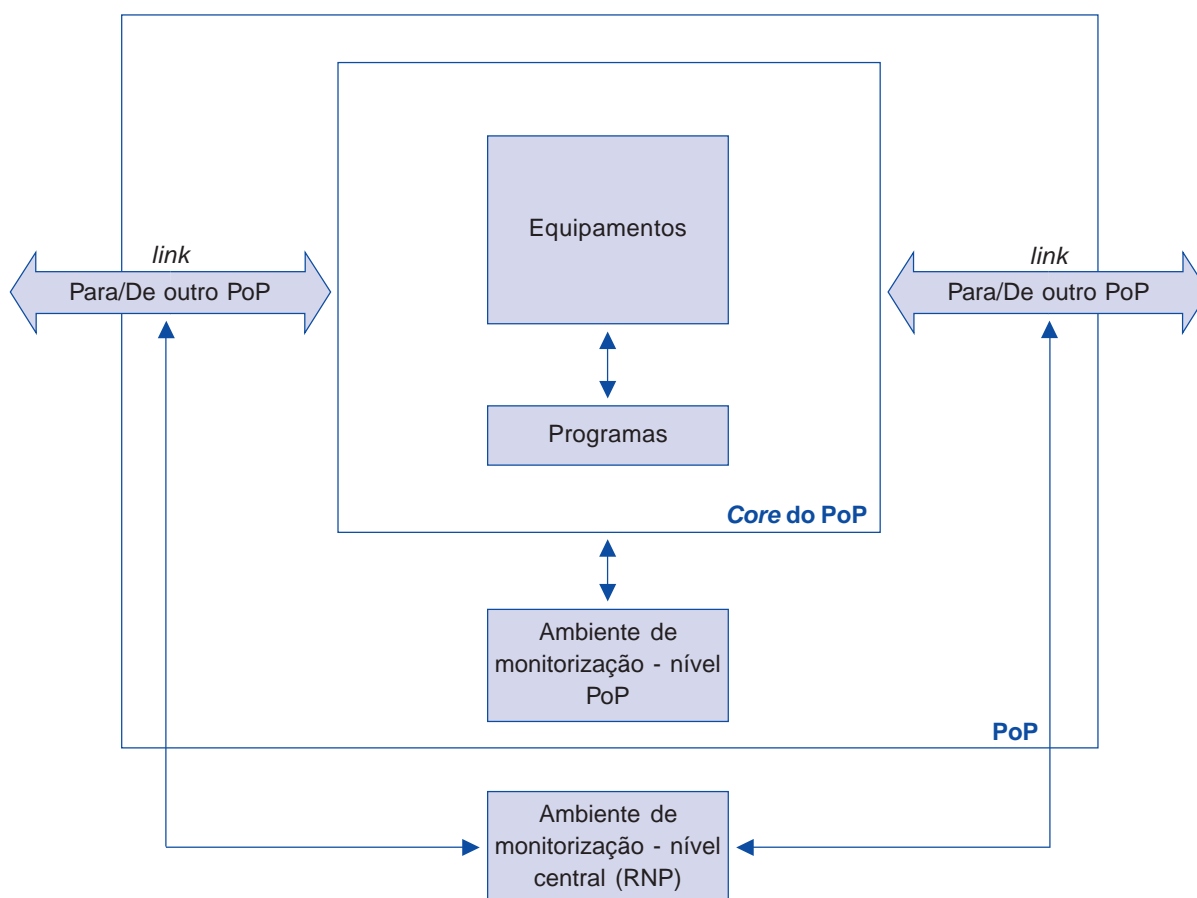 Equipamentos
link
Para/De outro PoP
link
Para/De outro PoP
Programas
Core do PoP
Ambiente de
monitorização - nível
PoP
PoP
Ambiente de
monitorização - nível
central (RNP)